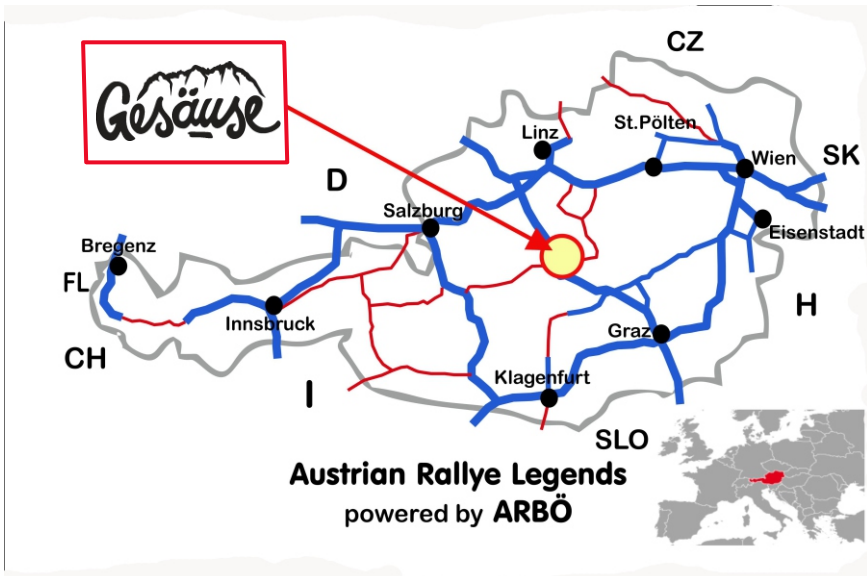 Gesäuse
CZ
Linz
St.Pölten
Wien
SK
D
Salzburg
Eisenstadt
Bregenz
FL
Innsbruck
H
Graz
CH
I
Klagenfurt
SLO
Austrian Rallye Legends
powered by ARBÖ